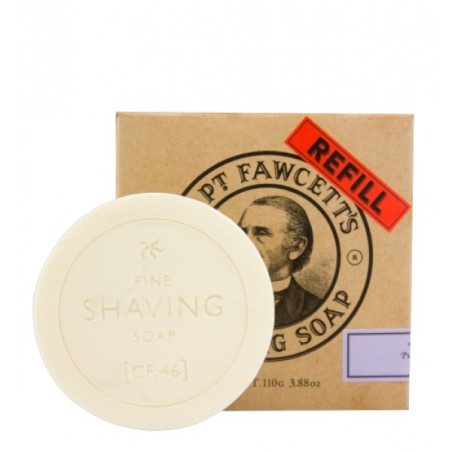 REFILL
PT FAWCETT'S
®
G SOAP
T. 110G 3.88oz
FINE
SHAVING
SOAP
[CF.46]